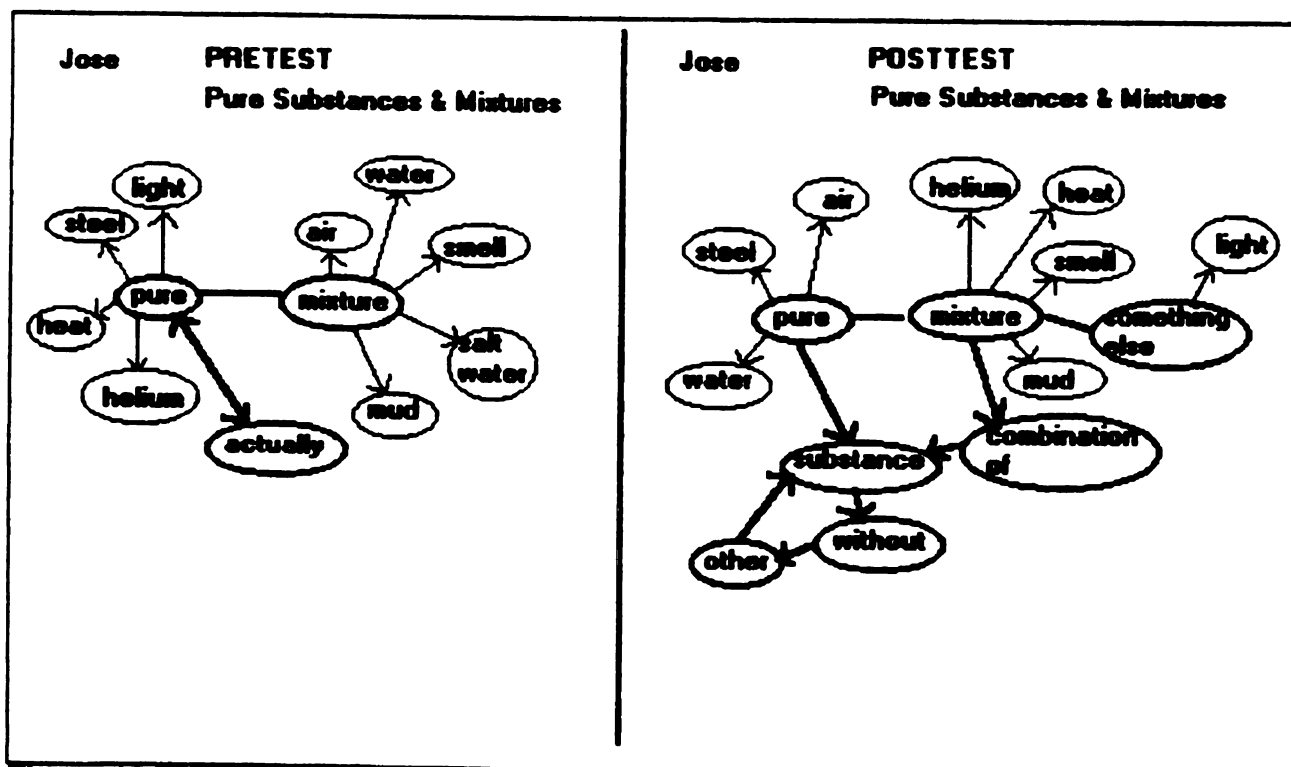 Jose PRETEST
Pure Substances & Mixtures
light
water
steel
air
smell
pure
mixture
heat
salt
water
helium
mud
actually
Jose POSTTEST
Pure Substances & Mixtures
helium
heat
air
steel
smell
light
pure
mixture
something
else
water
mud
substance
combination
of
other
without